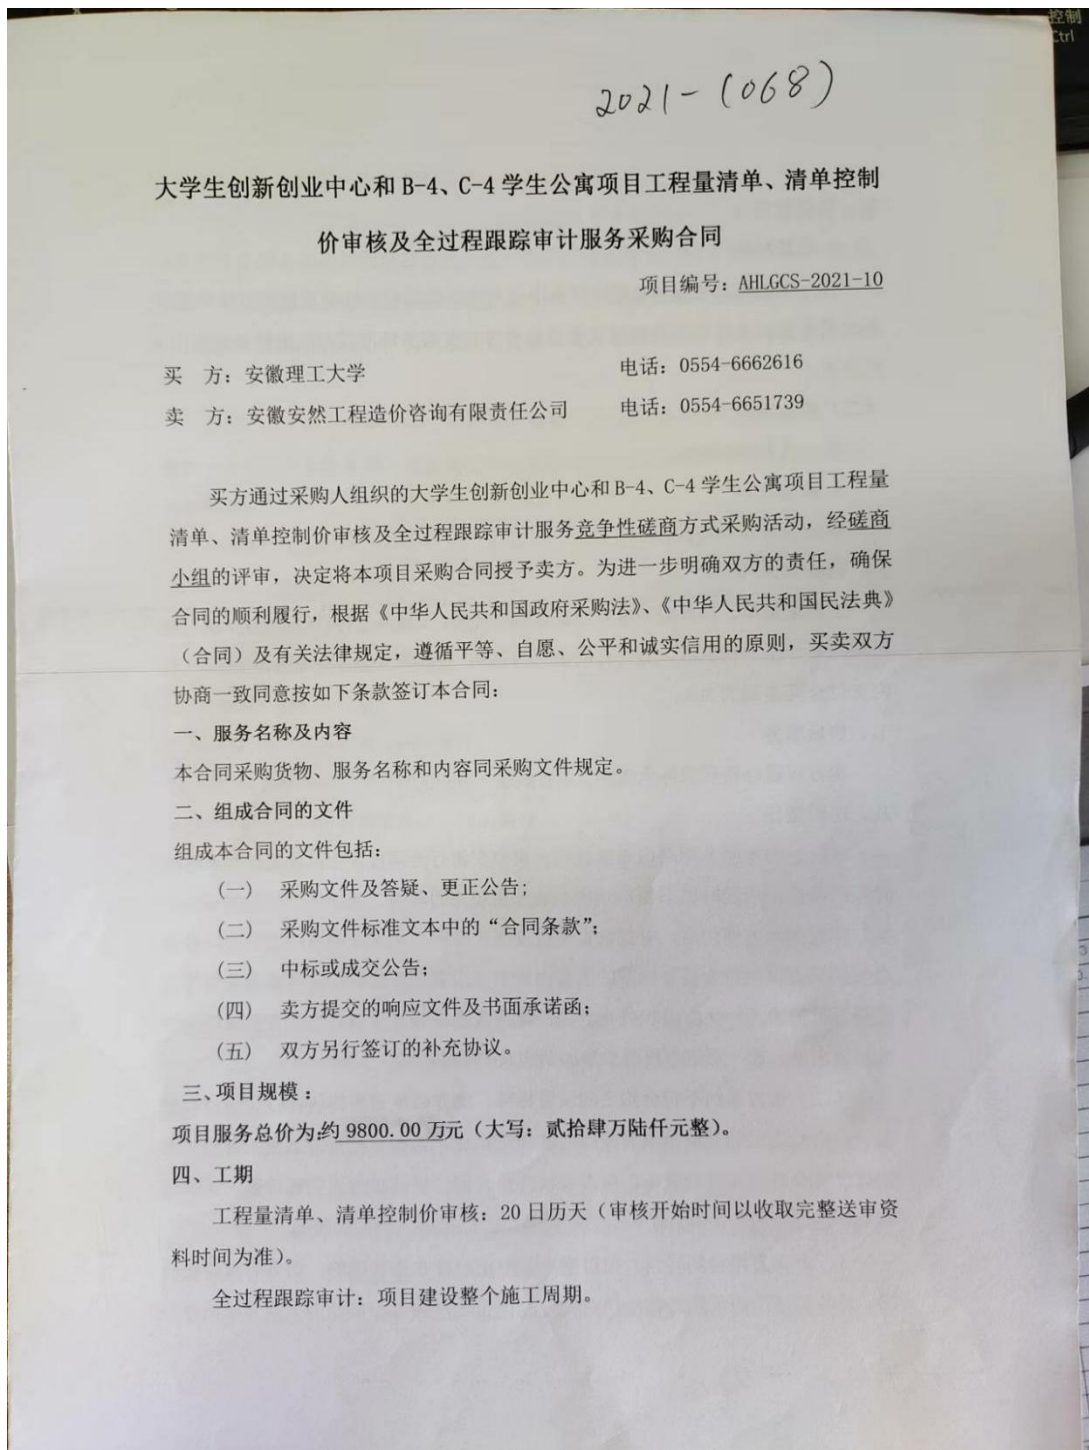 控制
Ctrl
2021-(068)
大学生创新创业中心和 B-4、C-4 学生公寓项目工程量清单、清单控制
价审核及全过程跟踪审计服务采购合同
项目编号：AHLGCS-2021-10
买 方：安徽理工大学 电话：0554-6662616
卖 方：安徽安然工程造价咨询有限责任公司 电话：0554-6651739
买方通过采购人组织的大学生创新创业中心和 B-4、C-4 学生公寓项目工程量
清单、清单控制价审核及全过程跟踪审计服务竞争性磋商方式采购活动，经磋商
小组的评审，决定将本项目采购合同授予卖方。为进一步明确双方的责任，确保
合同的顺利履行，根据《中华人民共和国政府采购法》、《中华人民共和国民法典》
（合同）及有关法律规定，遵循平等、自愿、公平和诚实信用的原则，买卖双方
协商一致同意按如下条款签订本合同：
一、服务名称及内容
本合同采购货物、服务名称和内容同采购文件规定。
二、组成合同的文件
组成本合同的文件包括：
(一) 采购文件及答疑、更正公告；
(二) 采购文件标准文本中的“合同条款”；
(三) 中标或成交公告；
(四) 卖方提交的响应文件及书面承诺函；
(五) 双方另行签订的补充协议。
三、项目规模：
项目服务总价为:约 9800.00 万元（大写：贰拾肆万陆仟元整）。
四、工期
工程量清单、清单控制价审核：20 日历天（审核开始时间以收取完整送审资
料时间为准）。
全过程跟踪审计：项目建设整个施工周期。